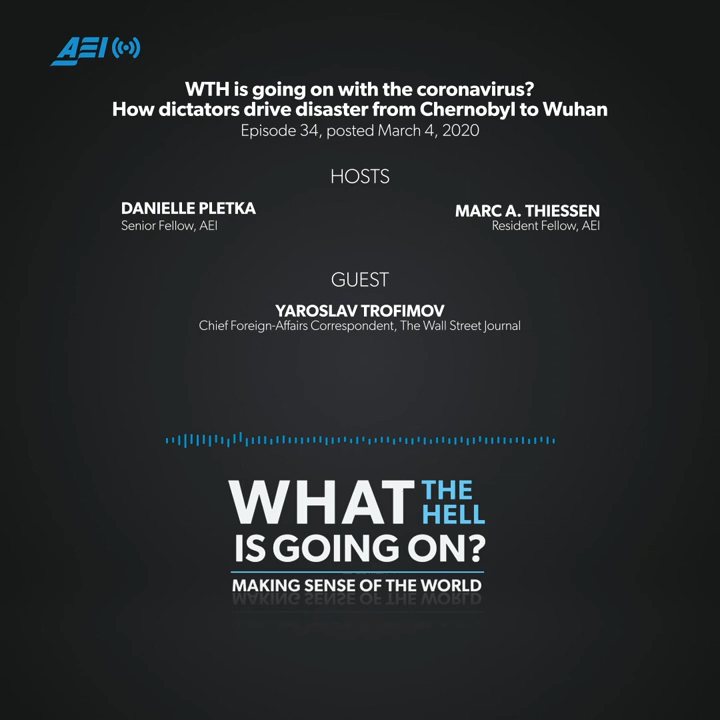 AEI
WTH is going on with the coronavirus?
How dictators drive disaster from Chernobyl to Wuhan
Episode 34, posted March 4, 2020
HOSTS
DANIELLE PLETKA
Senior Fellow, AEI
MARC A. THIESSEN
Resident Fellow, AEI
GUEST
YAROSLAV TROFIMOV
Chief Foreign-Affairs Correspondent, The Wall Street Journal
WHAT THE HELL
IS GOING ON?
MAKING SENSE OF THE WORLD